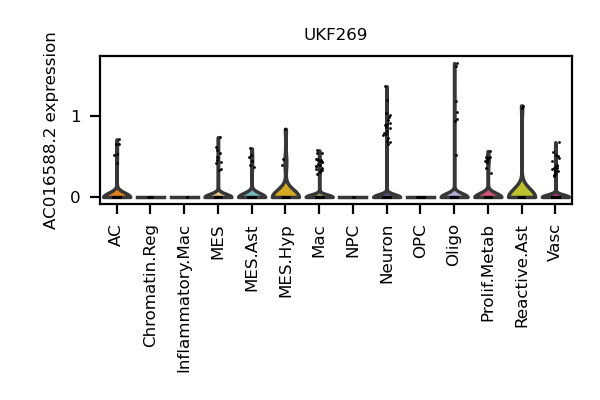 UKF269
AC016588.2 expression
1
0
AC
Chromatin.Reg
Inflammatory.Mac
MES
MES.Ast
MES.Hyp
Mac
NPC
Neuron
OPC
Oligo
Prolif.Metab
Reactive.Ast
Vasc